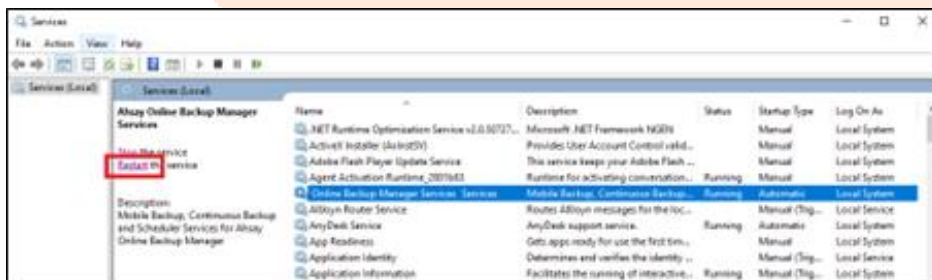 Services
File Action View Help
Services (Local)
Services (Local)
Ahsay Online Backup Manager
Services
Stop the service
Restart the service
Description:
Mobile Backup, Continuous Backup
and Scheduler Services for Ahsay
Online Backup Manager
Name Description Status Startup Type Log On As
.NET Runtime Optimization Service Microsoft .NET Framework NGEN Manual Local System
ActiveX Installer (AxInstSV) Provides User Account Control valid... Manual Local System
Adobe Flash Player Update Service This service keeps your Adobe Flash ... Manual Local System
Agent Activation Runtime Runtime for activating conversation... Running Manual Local System
Online Backup Manager Services Services Mobile Backup, Continuous Backup... Running Automatic Local System
AllJoyn Router Service Routes AllJoyn messages for the loc... Manual (Trig... Local Service
AnyDesk Service AnyDesk support service. Running Automatic Local System
App Readiness Gets apps ready for use the first tim... Manual Local System
Application Identity Determines and verifies the identity ... Manual (Trig... Local Service
Application Information Facilitates the running of interactive... Running Manual (Trig... Local System